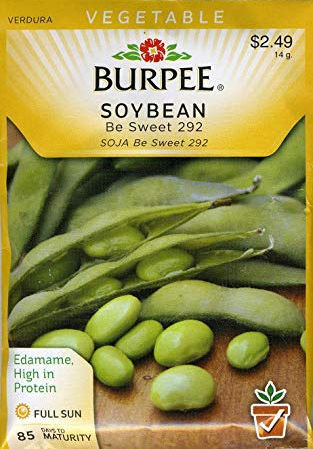 VERDURA
VEGETABLE
$2.49
14 g.
BURPEE®
SOYBEAN
Be Sweet 292
SOJA Be Sweet 292
Edamame,
High in
Protein
FULL SUN
85 DAYS TO MATURITY